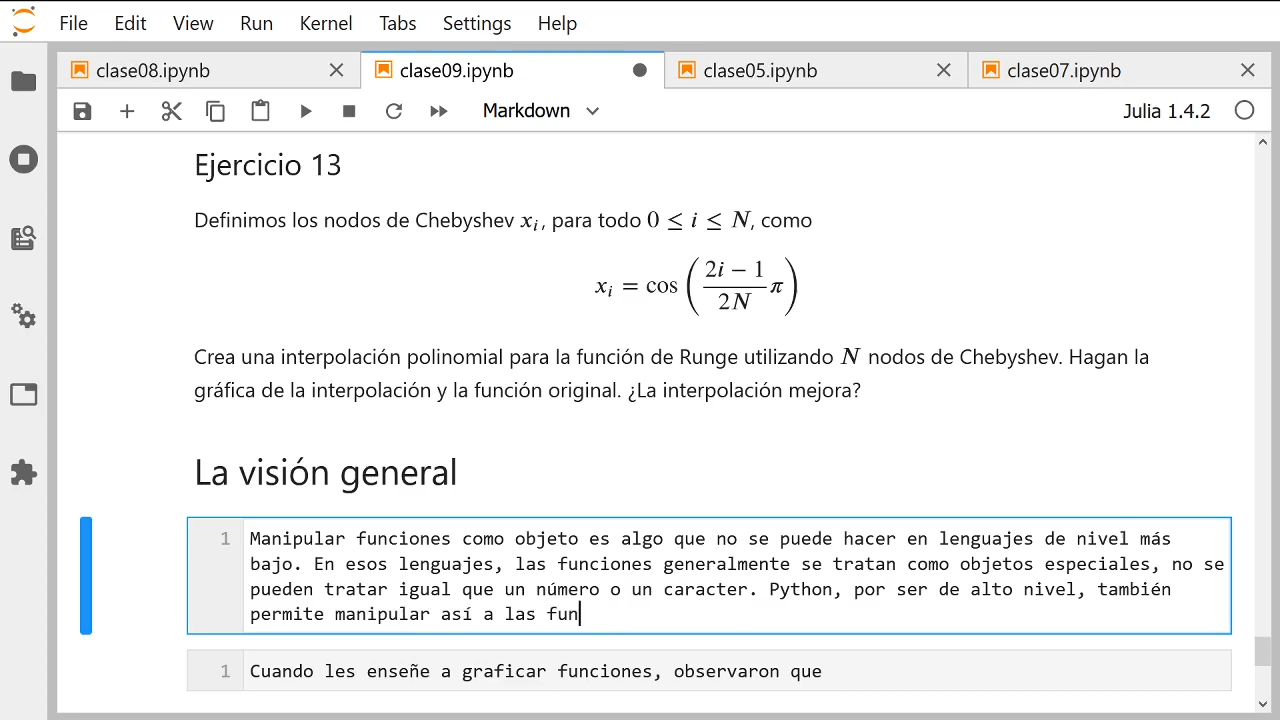 File Edit View Run Kernel Tabs Settings Help
clase08.ipynb clase09.ipynb clase05.ipynb clase07.ipynb
Markdown Julia 1.4.2
Ejercicio 13
Definimos los nodos de Chebyshev x_i, para todo 0 ≤ i ≤ N, como
x_i = cos((2i − 1)/(2N) π)
Crea una interpolación polinomial para la función de Runge utilizando N nodos de Chebyshev. Hagan la
gráfica de la interpolación y la función original. ¿La interpolación mejora?
La visión general
1 Manipular funciones como objeto es algo que no se puede hacer en lenguajes de nivel más
bajo. En esos lenguajes, las funciones generalmente se tratan como objetos especiales, no se
pueden tratar igual que un número o un caracter. Python, por ser de alto nivel, también
permite manipular así a las fun
1 Cuando les enseñe a graficar funciones, observaron que